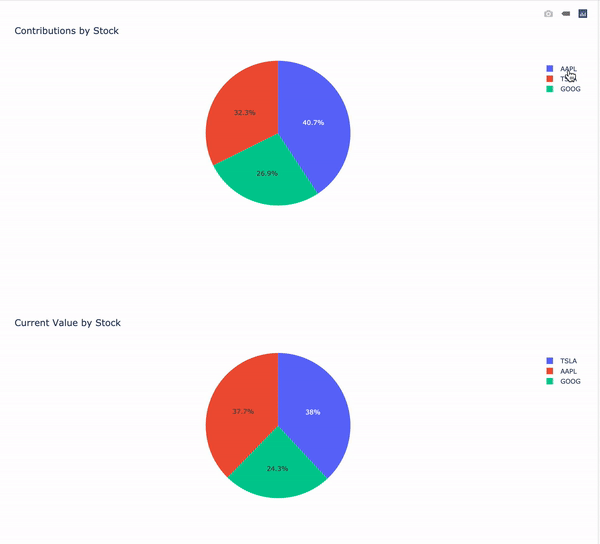 Contributions by Stock
AAPL
TSLA
GOOG
32.3%
40.7%
26.9%
Current Value by Stock
TSLA
AAPL
GOOG
37.7%
38%
24.3%